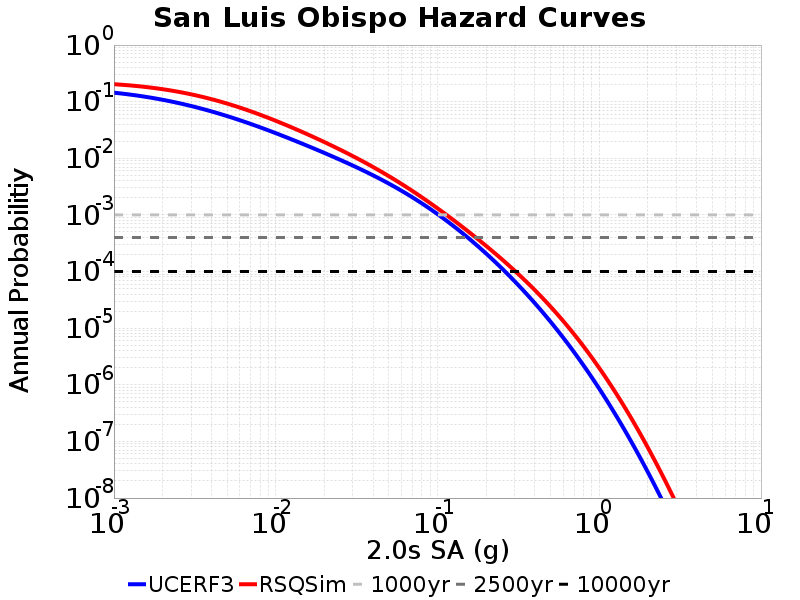 San Luis Obispo Hazard Curves
10^0
10^-1
10^-2
10^-3
10^-4
10^-5
10^-6
10^-7
10^-8
Annual Probabilitiy
10^-3 10^-2 10^-1 10^0 10^1
2.0s SA (g)
UCERF3 RSQSim 1000yr 2500yr 10000yr